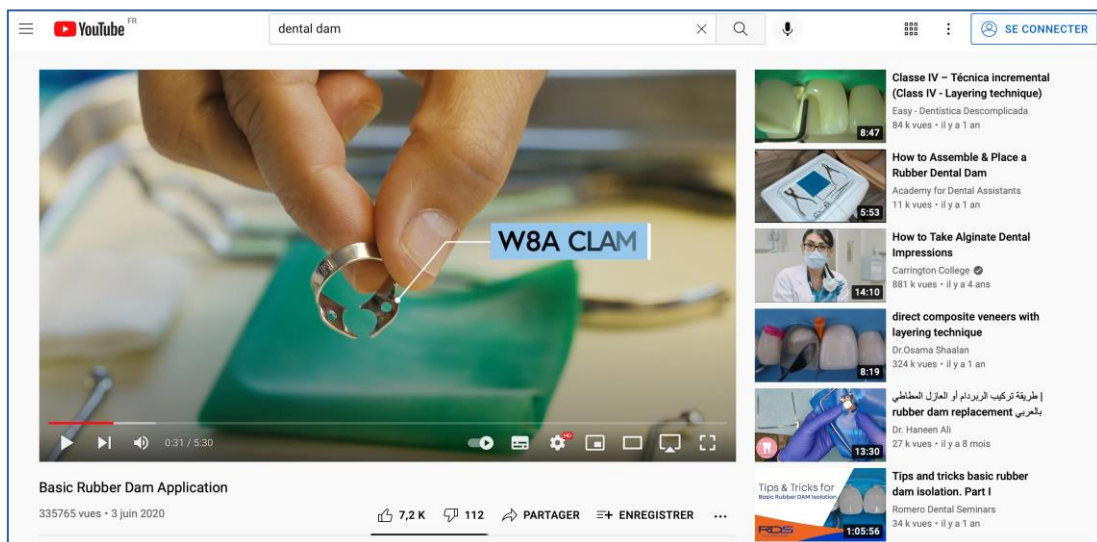 YouTube FR
dental dam
SE CONNECTER
W8A CLAM
0:31 / 5:30
HD
Basic Rubber Dam Application
335765 vues • 3 juin 2020
7,2 K
112
PARTAGER
ENREGISTRER
8:47
Classe IV – Técnica incremental
(Class IV - Layering technique)
Easy - Dentística Descomplicada
84 k vues • il y a 1 an
5:53
How to Assemble & Place a
Rubber Dental Dam
Academy for Dental Assistants
11 k vues • il y a 1 an
14:10
How to Take Alginate Dental
Impressions
Carrington College
881 k vues • il y a 4 ans
8:19
direct composite veneers with
layering technique
Dr.Osama Shaalan
324 k vues • il y a 1 an
13:30
طريقة تركيب الربردام أو العازل المطاطي |
rubber dam replacement بالعربي
Dr. Haneen Ali
27 k vues • il y a 8 mois
Tips & Tricks for
Basic Rubber DAM Isolation
RDS
1:05:56
Tips and tricks basic rubber
dam isolation. Part I
Romero Dental Seminars
34 k vues • il y a 1 an